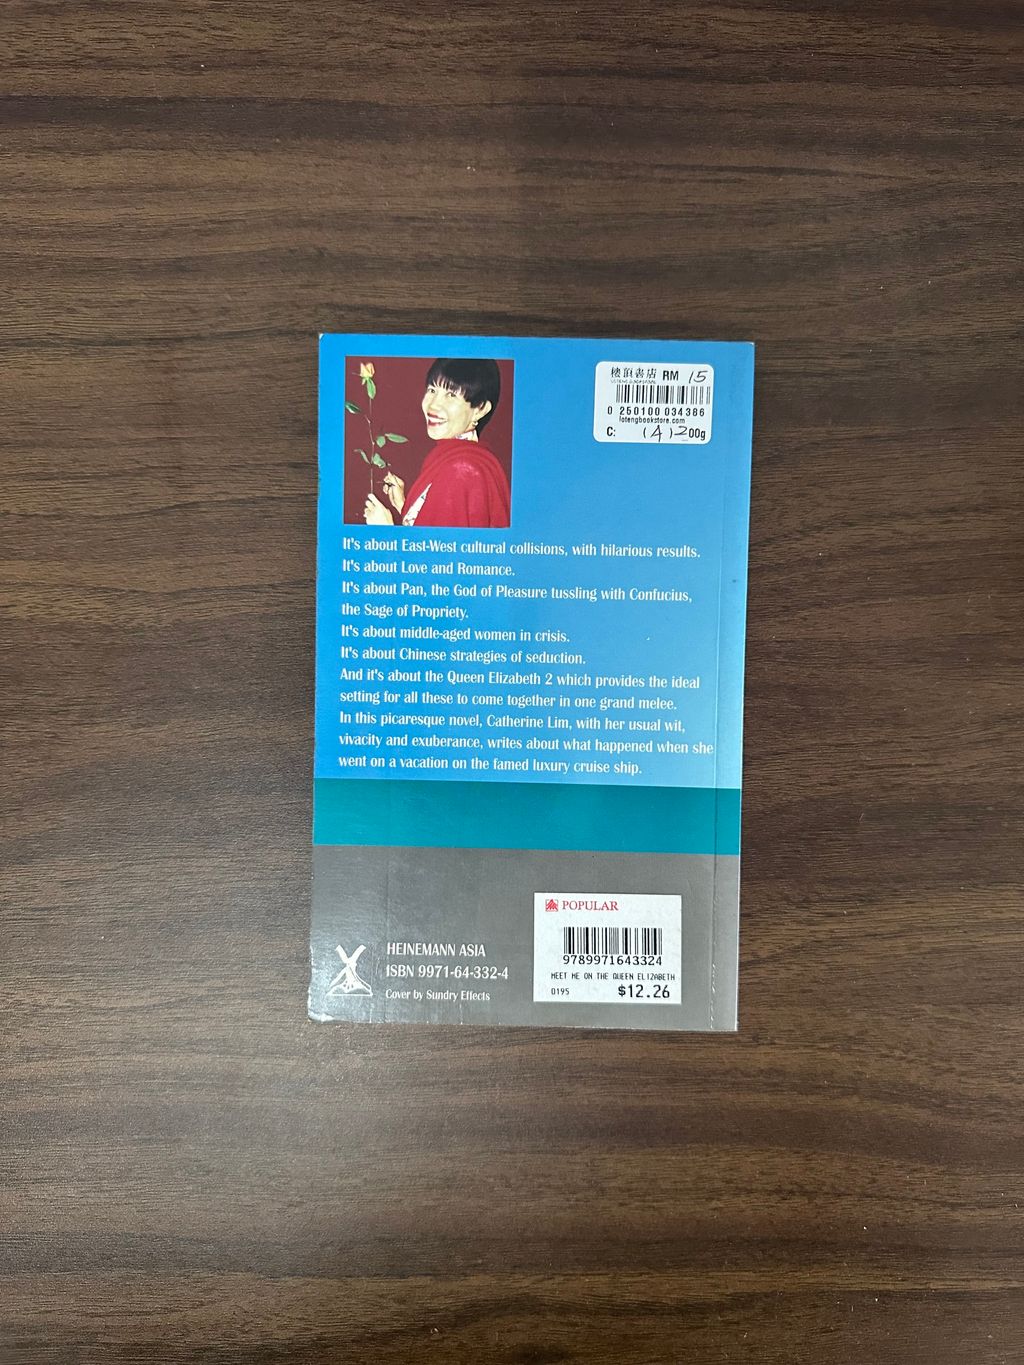 樓頂書店 RM 15
0 250100 034386
lotengbookstore.com
C: (A) 200g
It's about East-West cultural collisions, with hilarious results.
It's about Love and Romance.
It's about Pan, the God of Pleasure tussling with Confucius,
the Sage of Propriety.
It's about middle-aged women in crisis.
It's about Chinese strategies of seduction.
And it's about the Queen Elizabeth 2 which provides the ideal
setting for all these to come together in one grand melee.
In this picaresque novel, Catherine Lim, with her usual wit,
vivacity and exuberance, writes about what happened when she
went on a vacation on the famed luxury cruise ship.
HEINEMANN ASIA
ISBN 9971-64-332-4
Cover by Sundry Effects
POPULAR
9789971643324
MEET ME ON THE QUEEN ELIZABETH
0195 $12.26